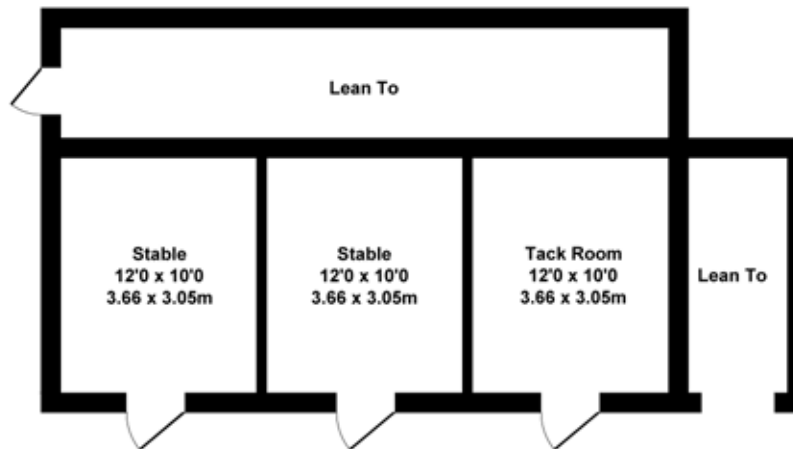 Lean To
Stable
12'0 x 10'0
3.66 x 3.05m
Stable
12'0 x 10'0
3.66 x 3.05m
Tack Room
12'0 x 10'0
3.66 x 3.05m
Lean To